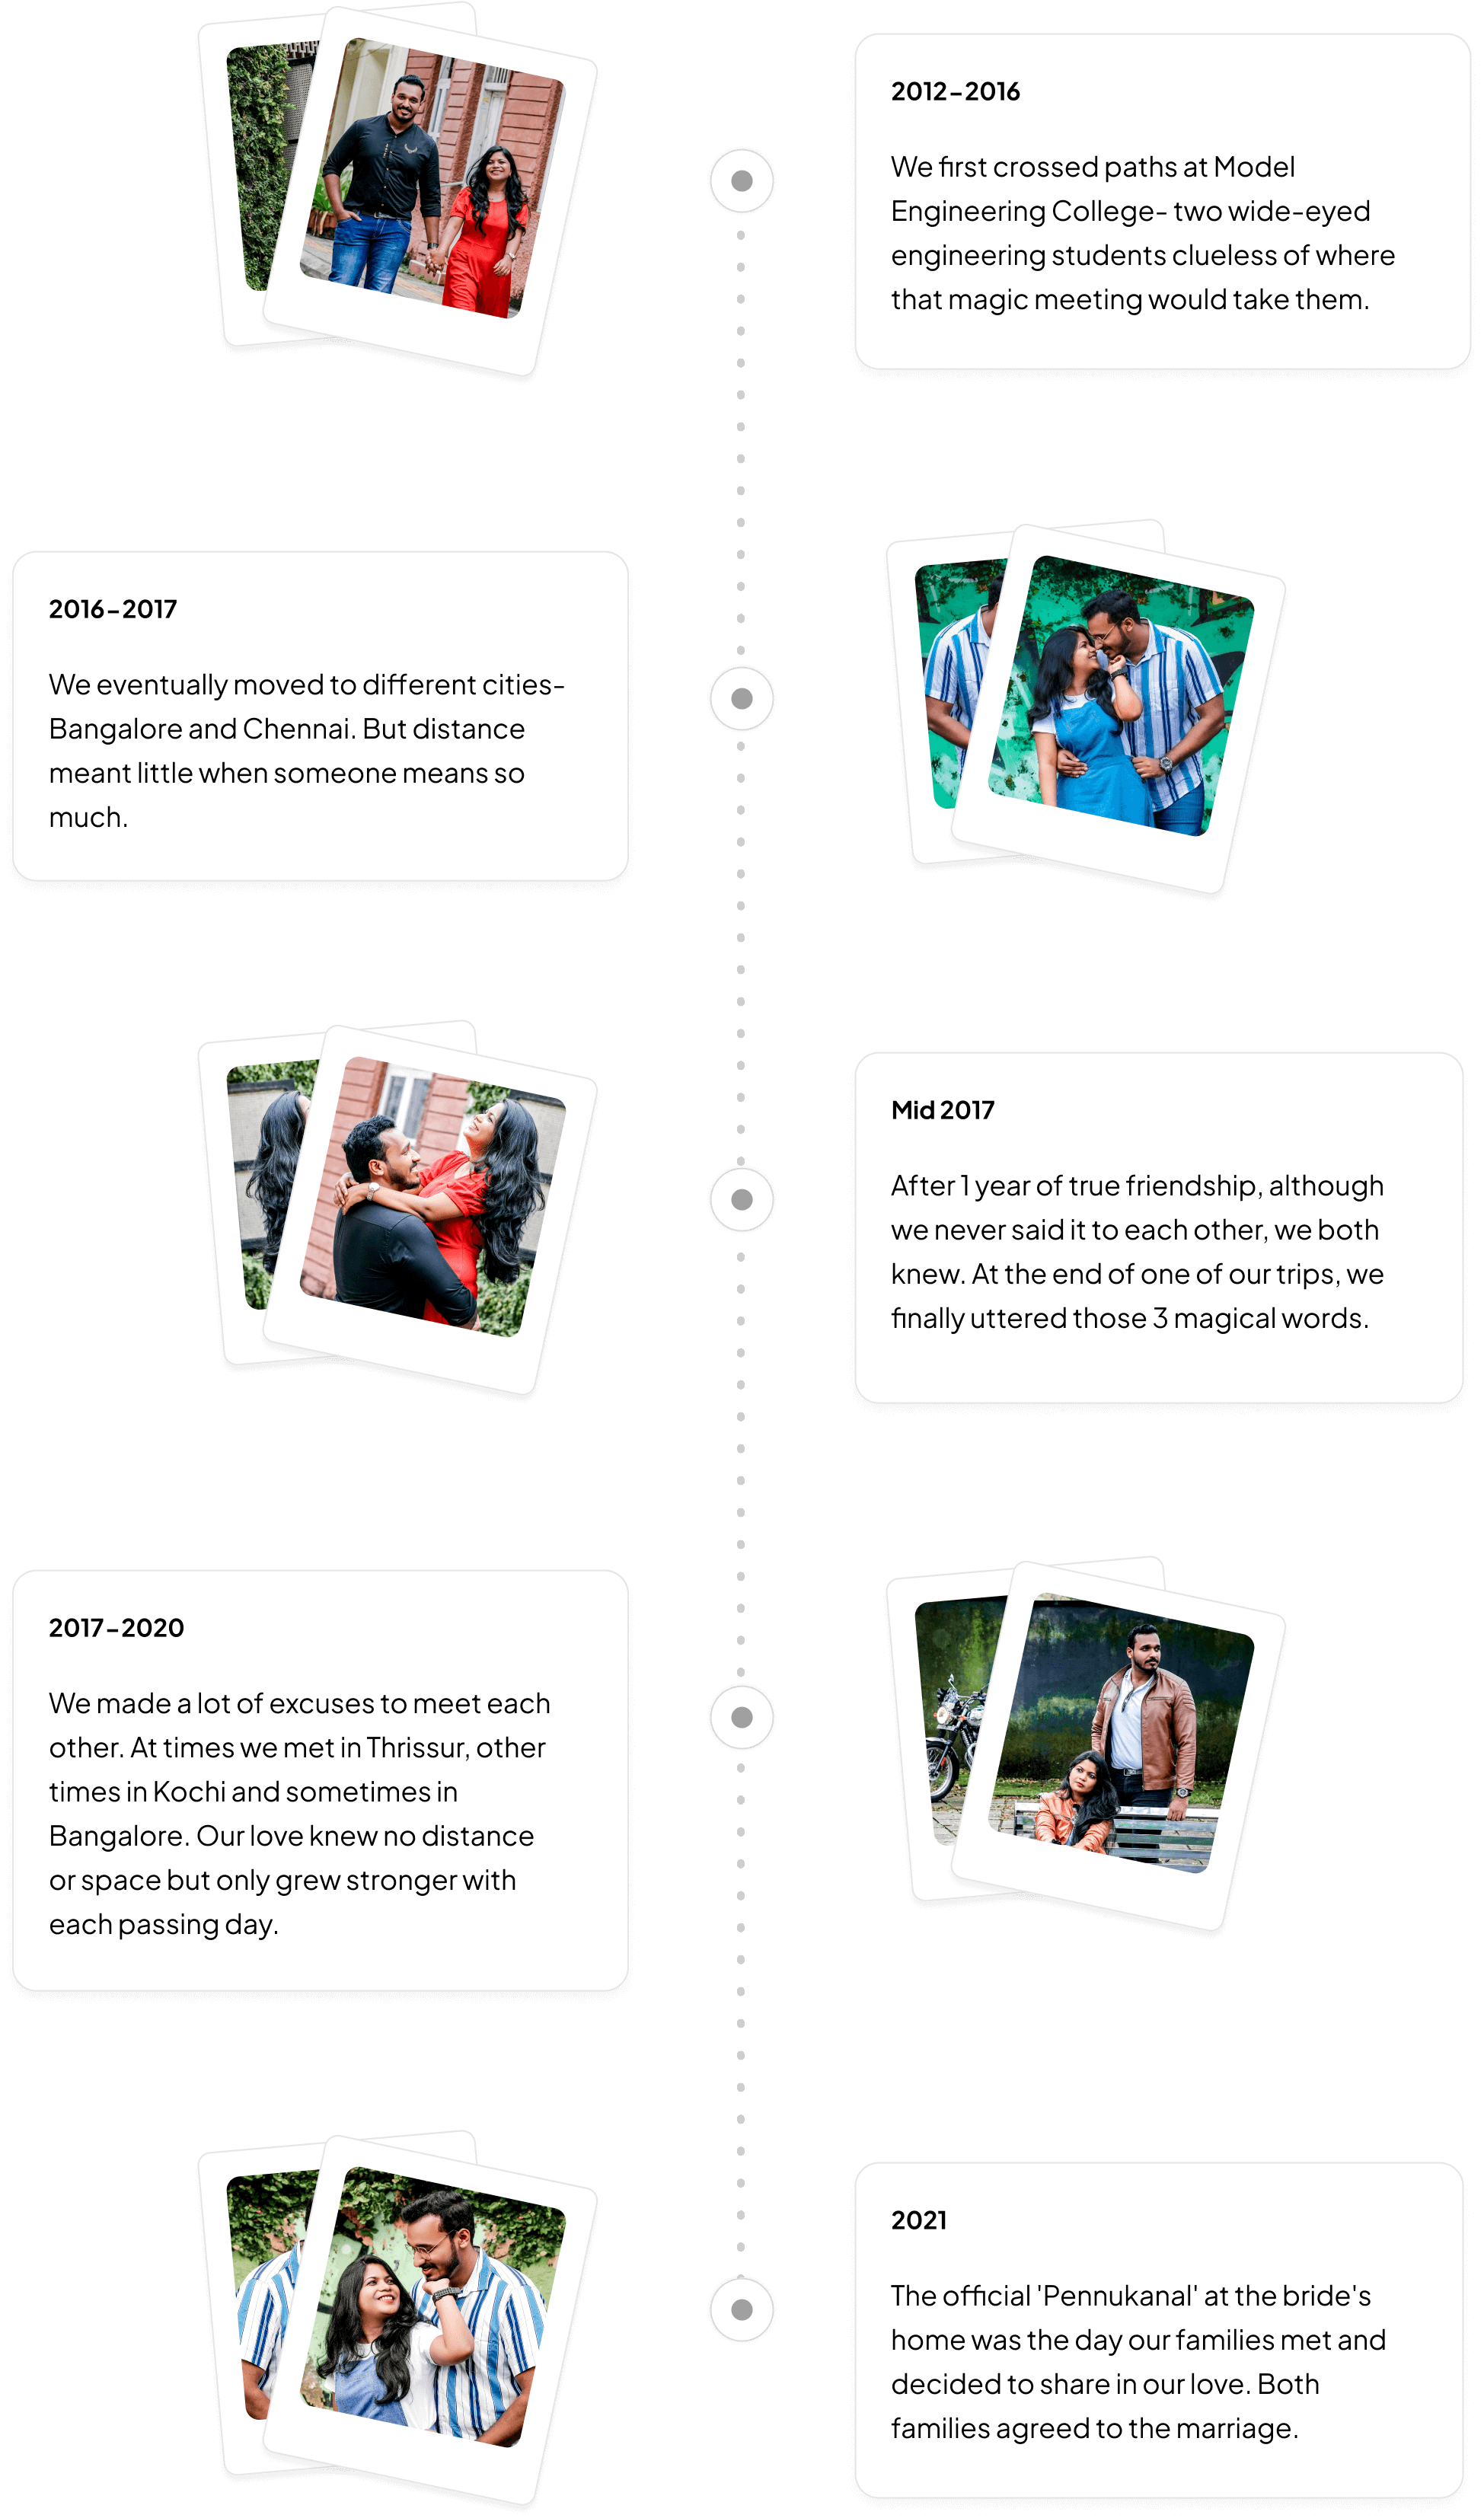 2012-2016
We first crossed paths at Model
Engineering College- two wide-eyed
engineering students clueless of where
that magic meeting would take them.
2016-2017
We eventually moved to different cities-
Bangalore and Chennai. But distance
meant little when someone means so
much.
Mid 2017
After 1 year of true friendship, although
we never said it to each other, we both
knew. At the end of one of our trips, we
finally uttered those 3 magical words.
2017-2020
We made a lot of excuses to meet each
other. At times we met in Thrissur, other
times in Kochi and sometimes in
Bangalore. Our love knew no distance
or space but only grew stronger with
each passing day.
2021
The official 'Pennukanal' at the bride's
home was the day our families met and
decided to share in our love. Both
families agreed to the marriage.